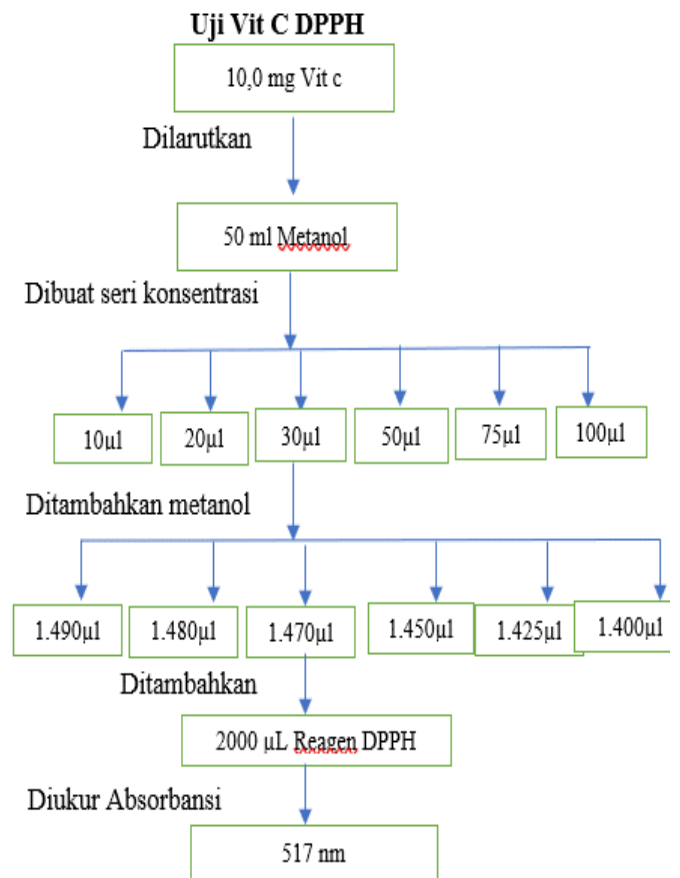 Uji Vit C DPPH
10,0 mg Vit c
Dilarutkan
50 ml Metanol
Dibuat seri konsentrasi
10µl
20µl
30µl
50µl
75µl
100µl
Ditambahkan metanol
1.490µl
1.480µl
1.470µl
1.450µl
1.425µl
1.400µl
Ditambahkan
2000 µL Reagen DPPH
Diukur Absorbansi
517 nm